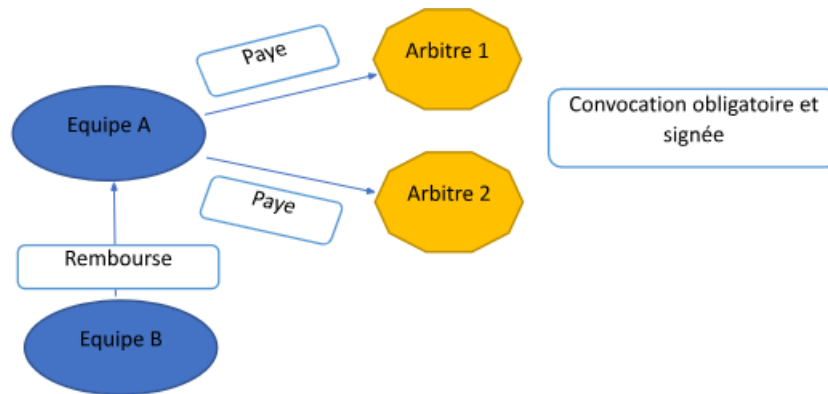 Paye
Arbitre 1
Convocation obligatoire et
signée
Equipe A
Arbitre 2
Paye
Rembourse
Equipe B